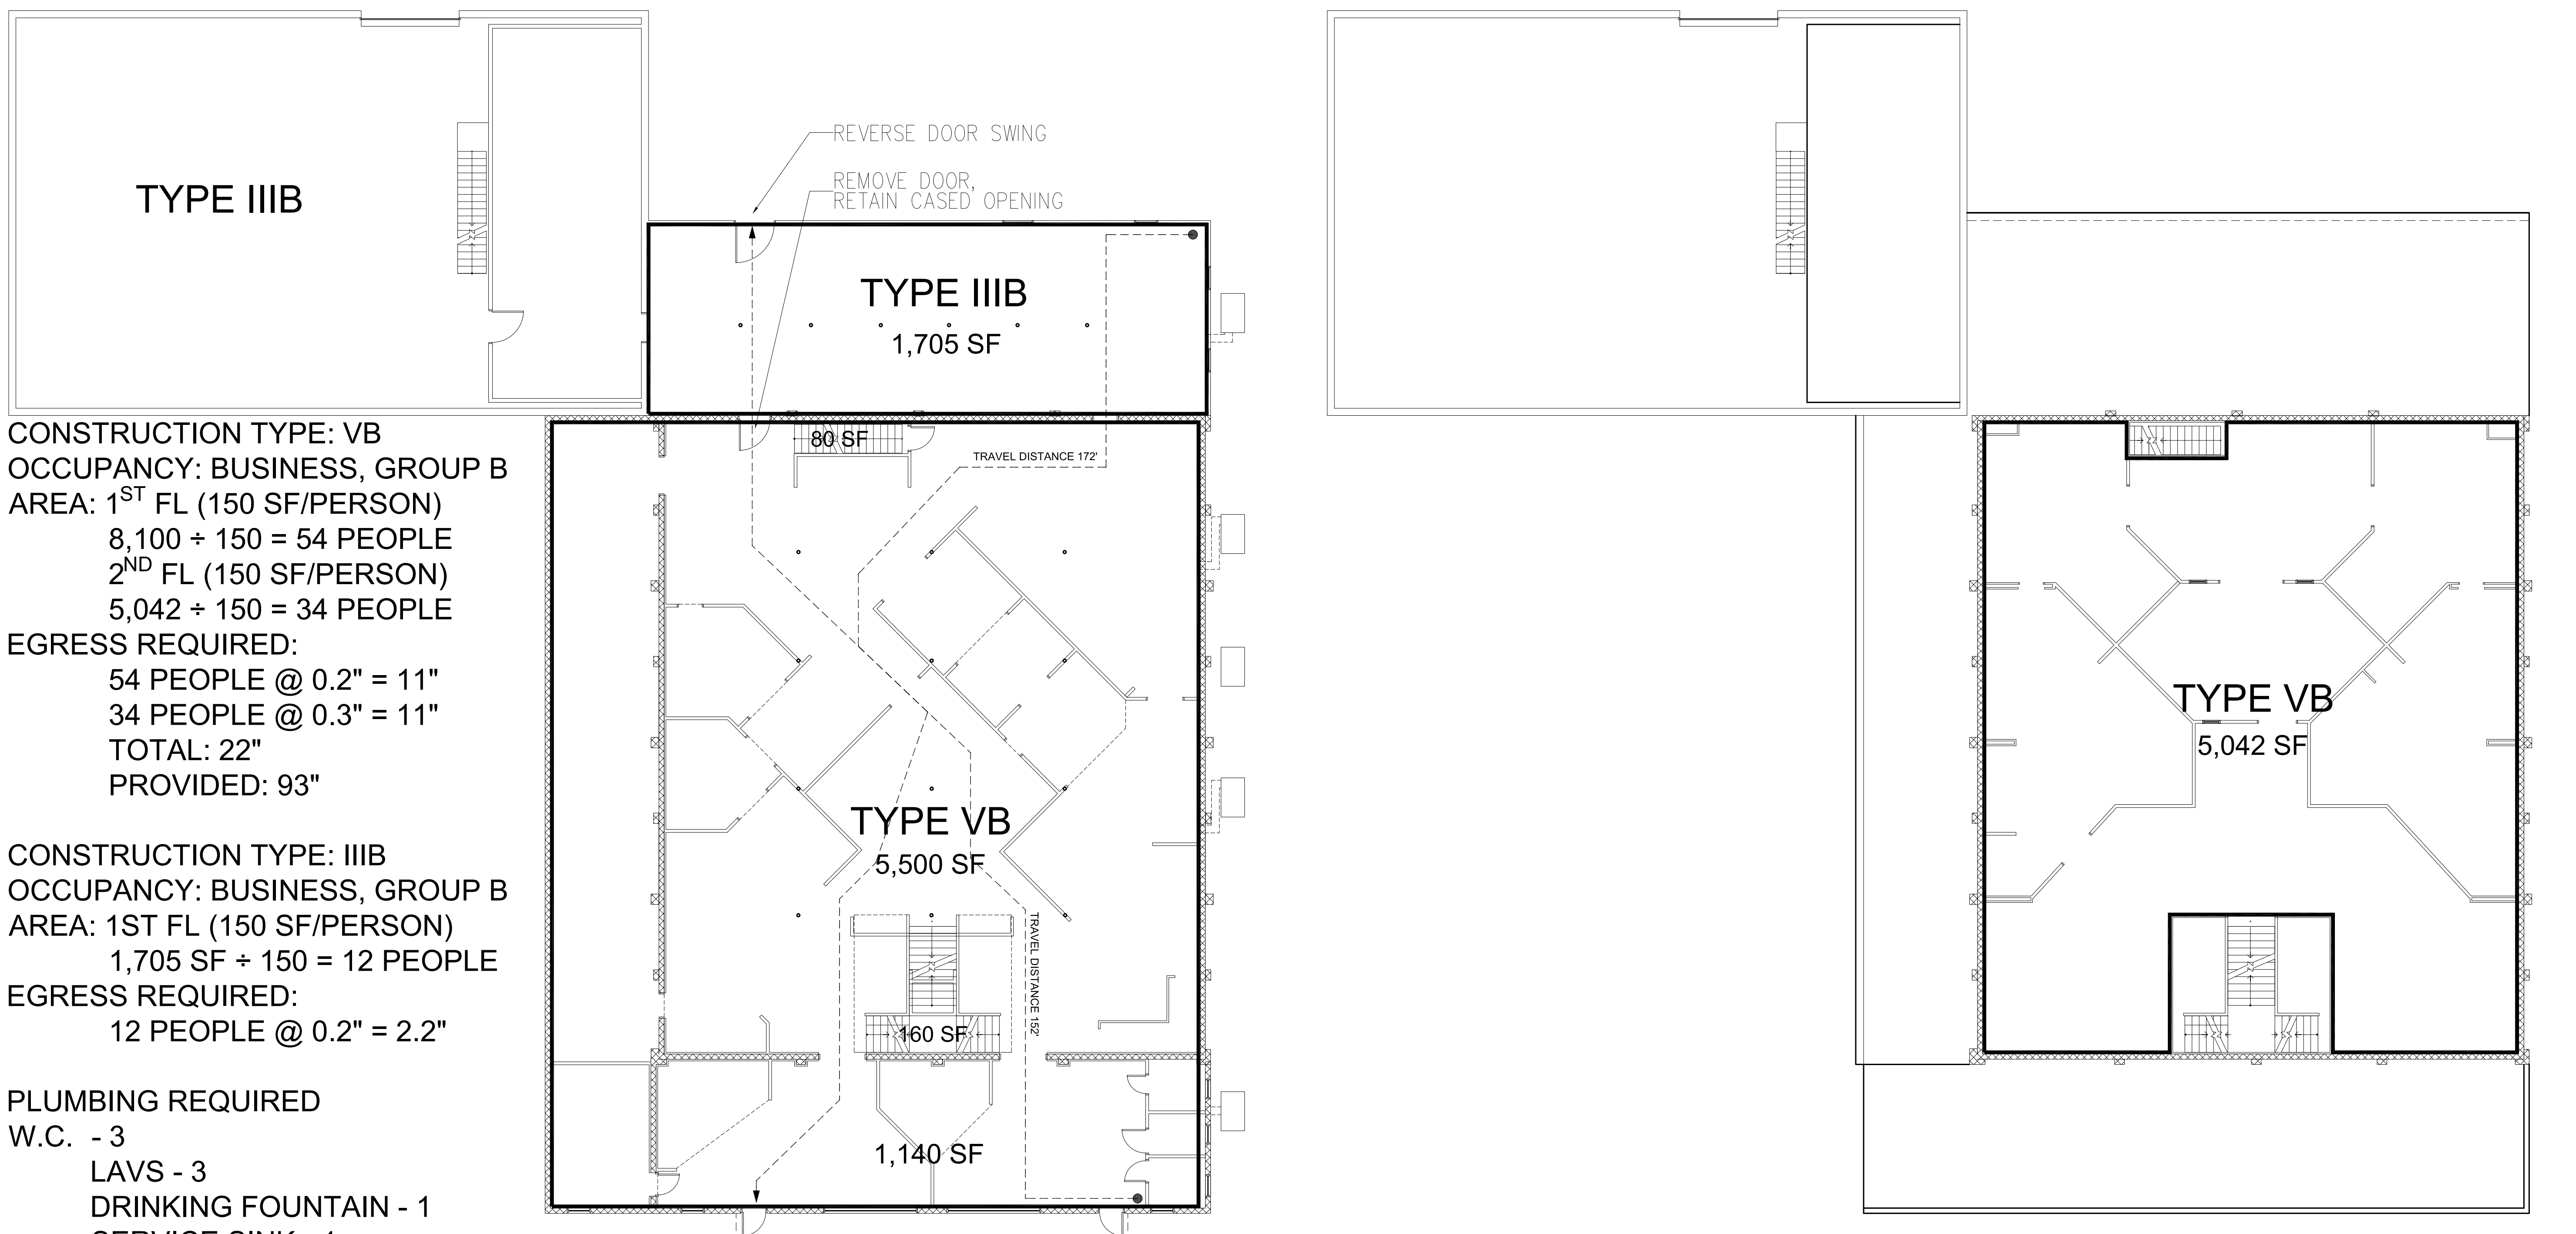 TYPE IIIB
REVERSE DOOR SWING
REMOVE DOOR,
RETAIN CASED OPENING
TYPE IIIB
1,705 SF
CONSTRUCTION TYPE: VB
OCCUPANCY: BUSINESS, GROUP B
AREA: 1ST FL (150 SF/PERSON)
8,100 ÷ 150 = 54 PEOPLE
2ND FL (150 SF/PERSON)
5,042 ÷ 150 = 34 PEOPLE
EGRESS REQUIRED:
54 PEOPLE @ 0.2" = 11"
34 PEOPLE @ 0.3" = 11"
TOTAL: 22"
PROVIDED: 93"
CONSTRUCTION TYPE: IIIB
OCCUPANCY: BUSINESS, GROUP B
AREA: 1ST FL (150 SF/PERSON)
1,705 SF ÷ 150 = 12 PEOPLE
EGRESS REQUIRED:
12 PEOPLE @ 0.2" = 2.2"
PLUMBING REQUIRED
W.C. - 3
LAVS - 3
DRINKING FOUNTAIN - 1
SERVICE SINK - 1
80 SF
TRAVEL DISTANCE 172'
TYPE VB
5,500 SF
TRAVEL DISTANCE 152'
160 SF
1,140 SF
TYPE VB
5,042 SF